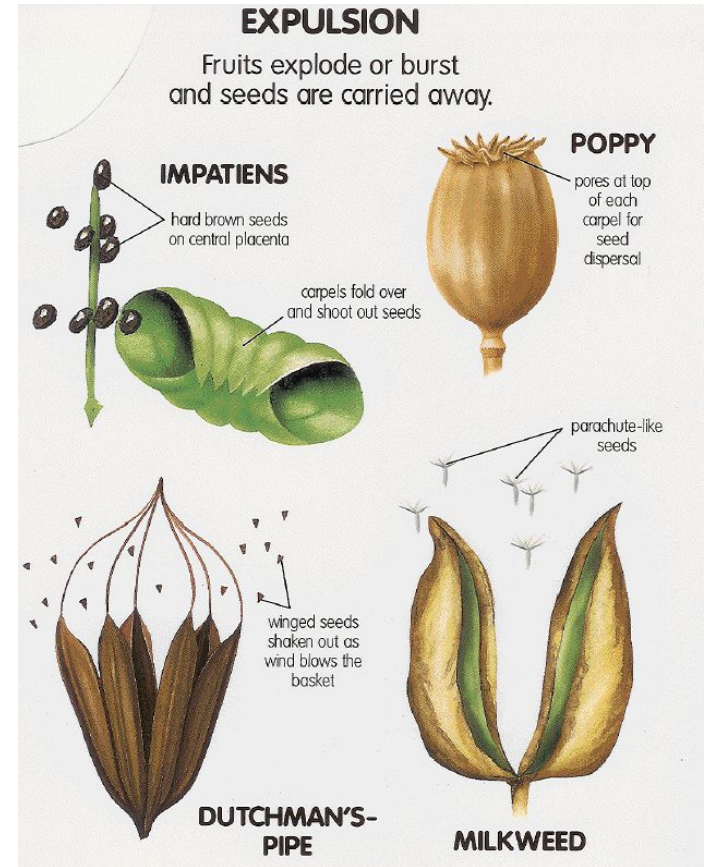 EXPULSION
Fruits explode or burst
and seeds are carried away.
IMPATIENS
hard brown seeds
on central placenta
carpels fold over
and shoot out seeds
POPPY
pores at top
of each
carpel for
seed
dispersal
parachute-like
seeds
winged seeds
shaken out as
wind blows the
basket
DUTCHMAN'S-
PIPE
MILKWEED